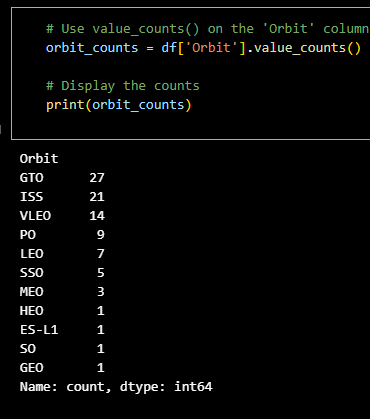 # Use value_counts() on the 'Orbit' column
orbit_counts = df['Orbit'].value_counts()
# Display the counts
print(orbit_counts)
Orbit
GTO 27
ISS 21
VLEO 14
PO 9
LEO 7
SSO 5
MEO 3
HEO 1
ES-L1 1
SO 1
GEO 1
Name: count, dtype: int64